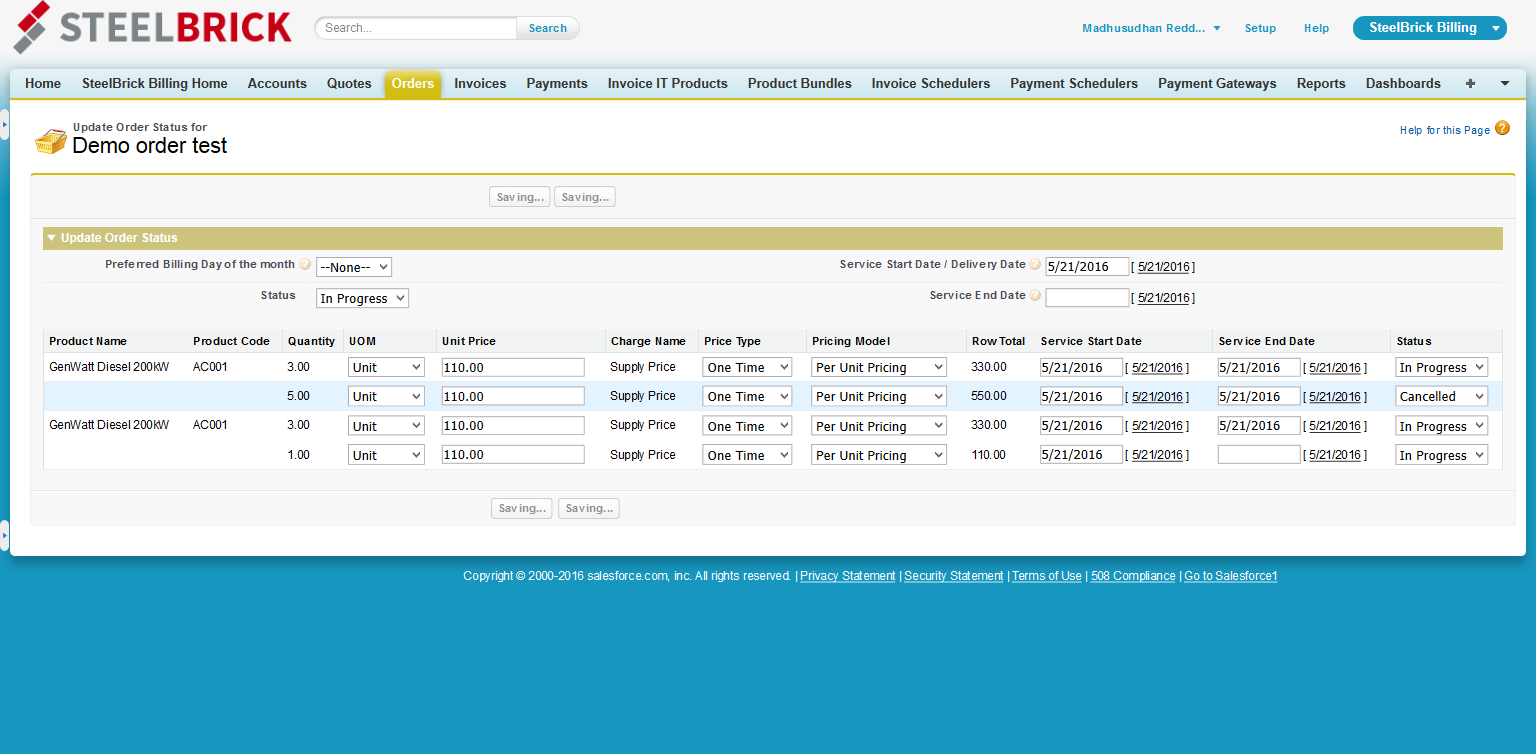 STEELBRICK
Search... Search Madhusudhan Redd... Setup Help SteelBrick Billing
Home SteelBrick Billing Home Accounts Quotes Orders Invoices Payments Invoice IT Products Product Bundles Invoice Schedulers Payment Schedulers Payment Gateways Reports Dashboards +
Update Order Status for
Demo order test
Help for this Page ?
Saving... Saving...
Update Order Status
Preferred Billing Day of the month ? --None-- Service Start Date / Delivery Date ? 5/21/2016 [ 5/21/2016 ]
Status In Progress Service End Date ? [ 5/21/2016 ]
Product Name Product Code Quantity UOM Unit Price Charge Name Price Type Pricing Model Row Total Service Start Date Service End Date Status
GenWatt Diesel 200kW AC001 3.00 Unit 110.00 Supply Price One Time Per Unit Pricing 330.00 5/21/2016 [ 5/21/2016 ] 5/21/2016 [ 5/21/2016 ] In Progress
5.00 Unit 110.00 Supply Price One Time Per Unit Pricing 550.00 5/21/2016 [ 5/21/2016 ] 5/21/2016 [ 5/21/2016 ] Cancelled
GenWatt Diesel 200kW AC001 3.00 Unit 110.00 Supply Price One Time Per Unit Pricing 330.00 5/21/2016 [ 5/21/2016 ] 5/21/2016 [ 5/21/2016 ] In Progress
1.00 Unit 110.00 Supply Price One Time Per Unit Pricing 110.00 5/21/2016 [ 5/21/2016 ] [ 5/21/2016 ] In Progress
Saving... Saving...
Copyright © 2000-2016 salesforce.com, inc. All rights reserved. | Privacy Statement | Security Statement | Terms of Use | 508 Compliance | Go to Salesforce1